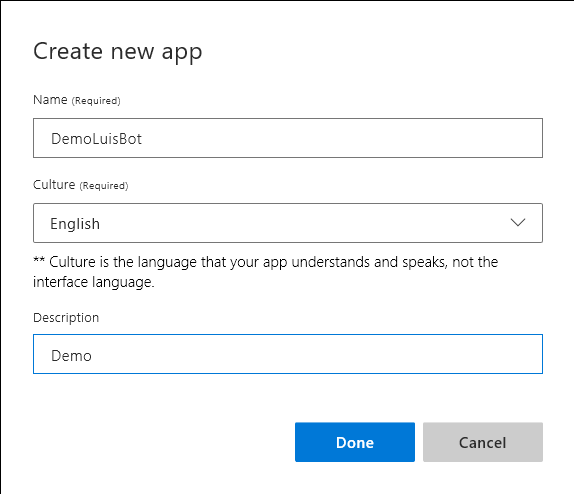 Create new app
Name (Required)
DemoLuisBot
Culture (Required)
English
** Culture is the language that your app understands and speaks, not the
interface language.
Description
Demo
Done Cancel